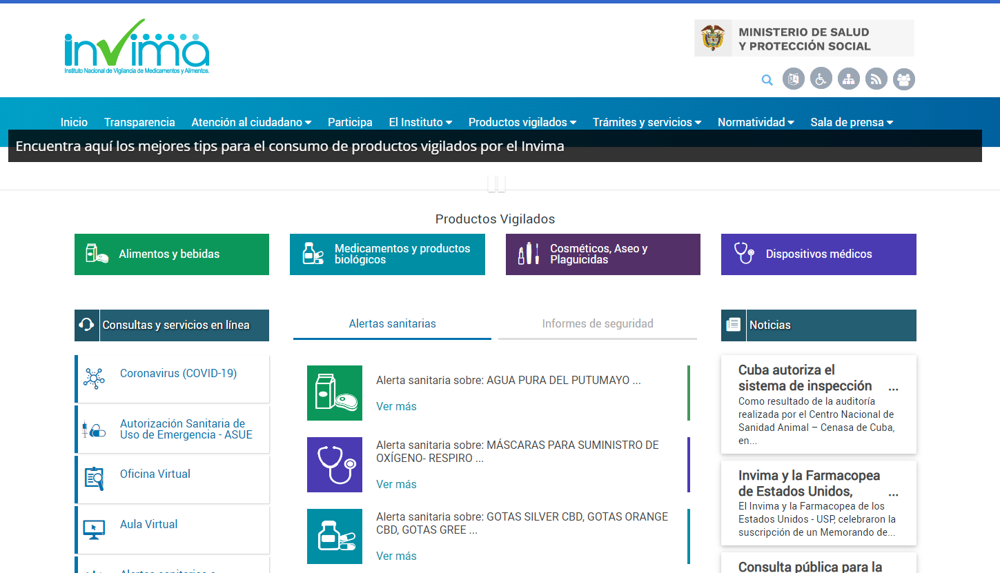 invima
Instituto Nacional de Vigilancia de Medicamentos y Alimentos.
MINISTERIO DE SALUD
Y PROTECCIÓN SOCIAL
Inicio Transparencia Atención al ciudadano Participa El Instituto Productos vigilados Trámites y servicios Normatividad Sala de prensa
Encuentra aquí los mejores tips para el consumo de productos vigilados por el Invima
Productos Vigilados
Alimentos y bebidas
Medicamentos y productos
biológicos
Cosméticos, Aseo y
Plaguicidas
Dispositivos médicos
Consultas y servicios en línea
Coronavirus (COVID-19)
Autorización Sanitaria de
Uso de Emergencia - ASUE
Oficina Virtual
Aula Virtual
Alertas sanitarias
Informes de seguridad
Alerta sanitaria sobre: AGUA PURA DEL PUTUMAYO ...
Ver más
Alerta sanitaria sobre: MÁSCARAS PARA SUMINISTRO DE
OXÍGENO- RESPIRO ...
Ver más
Alerta sanitaria sobre: GOTAS SILVER CBD, GOTAS ORANGE
CBD, GOTAS GREE ...
Ver más
Noticias
Cuba autoriza el
sistema de inspección ...
Como resultado de la auditoría
realizada por el Centro Nacional de
Sanidad Animal – Cenasa de Cuba,
en...
Invima y la Farmacopea
de Estados Unidos, ...
El Invima y la Farmacopea de los
Estados Unidos - USP, celebraron la
suscripción de un Memorando de...
Consulta pública para la